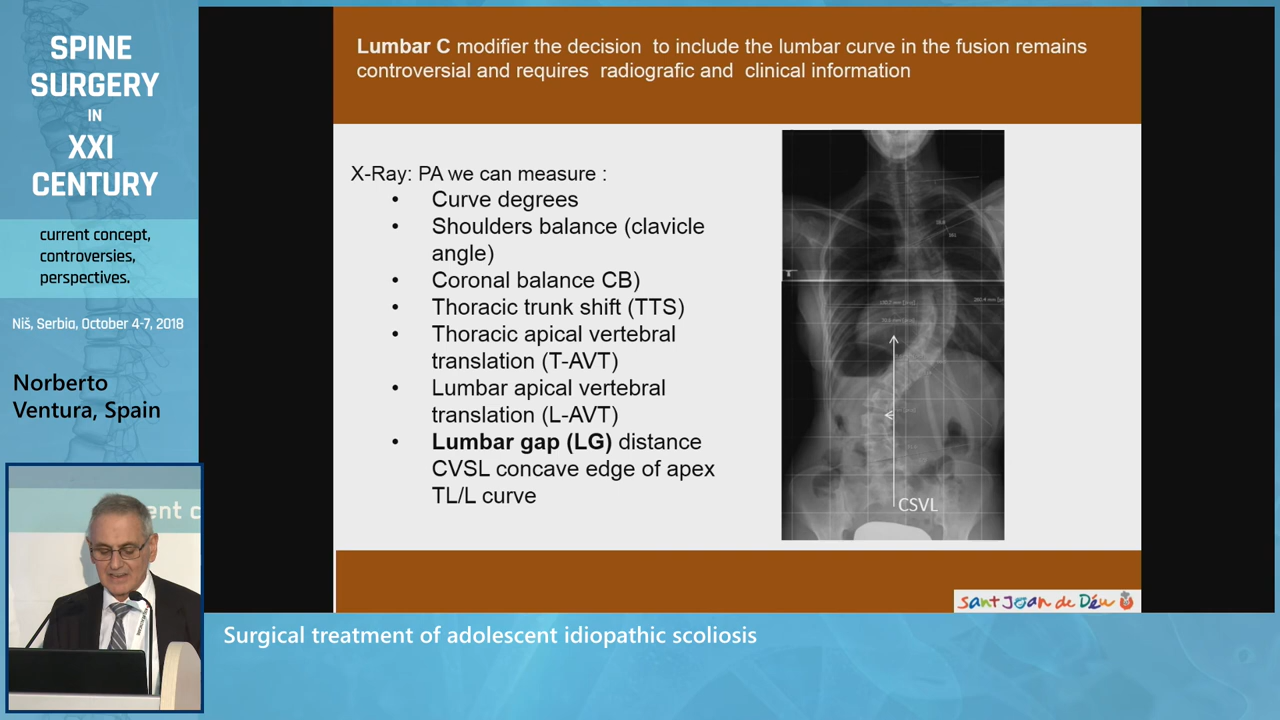 SPINE
SURGERY
IN
XXI
CENTURY
current concept,
controversies,
perspectives.
Niš, Serbia, October 4-7, 2018
Norberto
Ventura, Spain
Lumbar C modifier the decision to include the lumbar curve in the fusion remains
controversial and requires radiografic and clinical information
X-Ray: PA we can measure :
• Curve degrees
• Shoulders balance (clavicle
angle)
• Coronal balance CB)
• Thoracic trunk shift (TTS)
• Thoracic apical vertebral
translation (T-AVT)
• Lumbar apical vertebral
translation (L-AVT)
• Lumbar gap (LG) distance
CVSL concave edge of apex
TL/L curve
CSVL
Sant Joan de Déu
ent c
Surgical treatment of adolescent idiopathic scoliosis